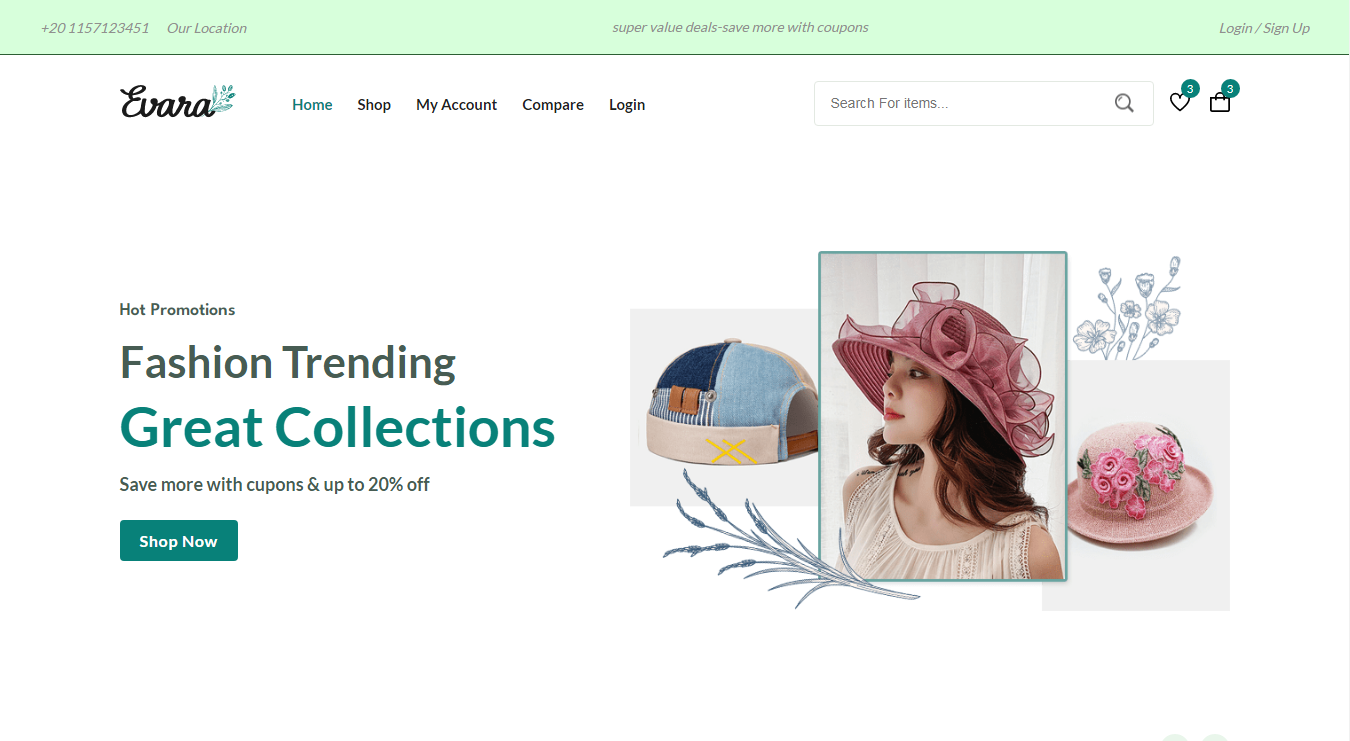 +20 1157123451 Our Location super value deals-save more with coupons Login / Sign Up
Evara Home Shop My Account Compare Login Search For items... 3 3
Hot Promotions
Fashion Trending
Great Collections
Save more with cupons & up to 20% off
Shop Now